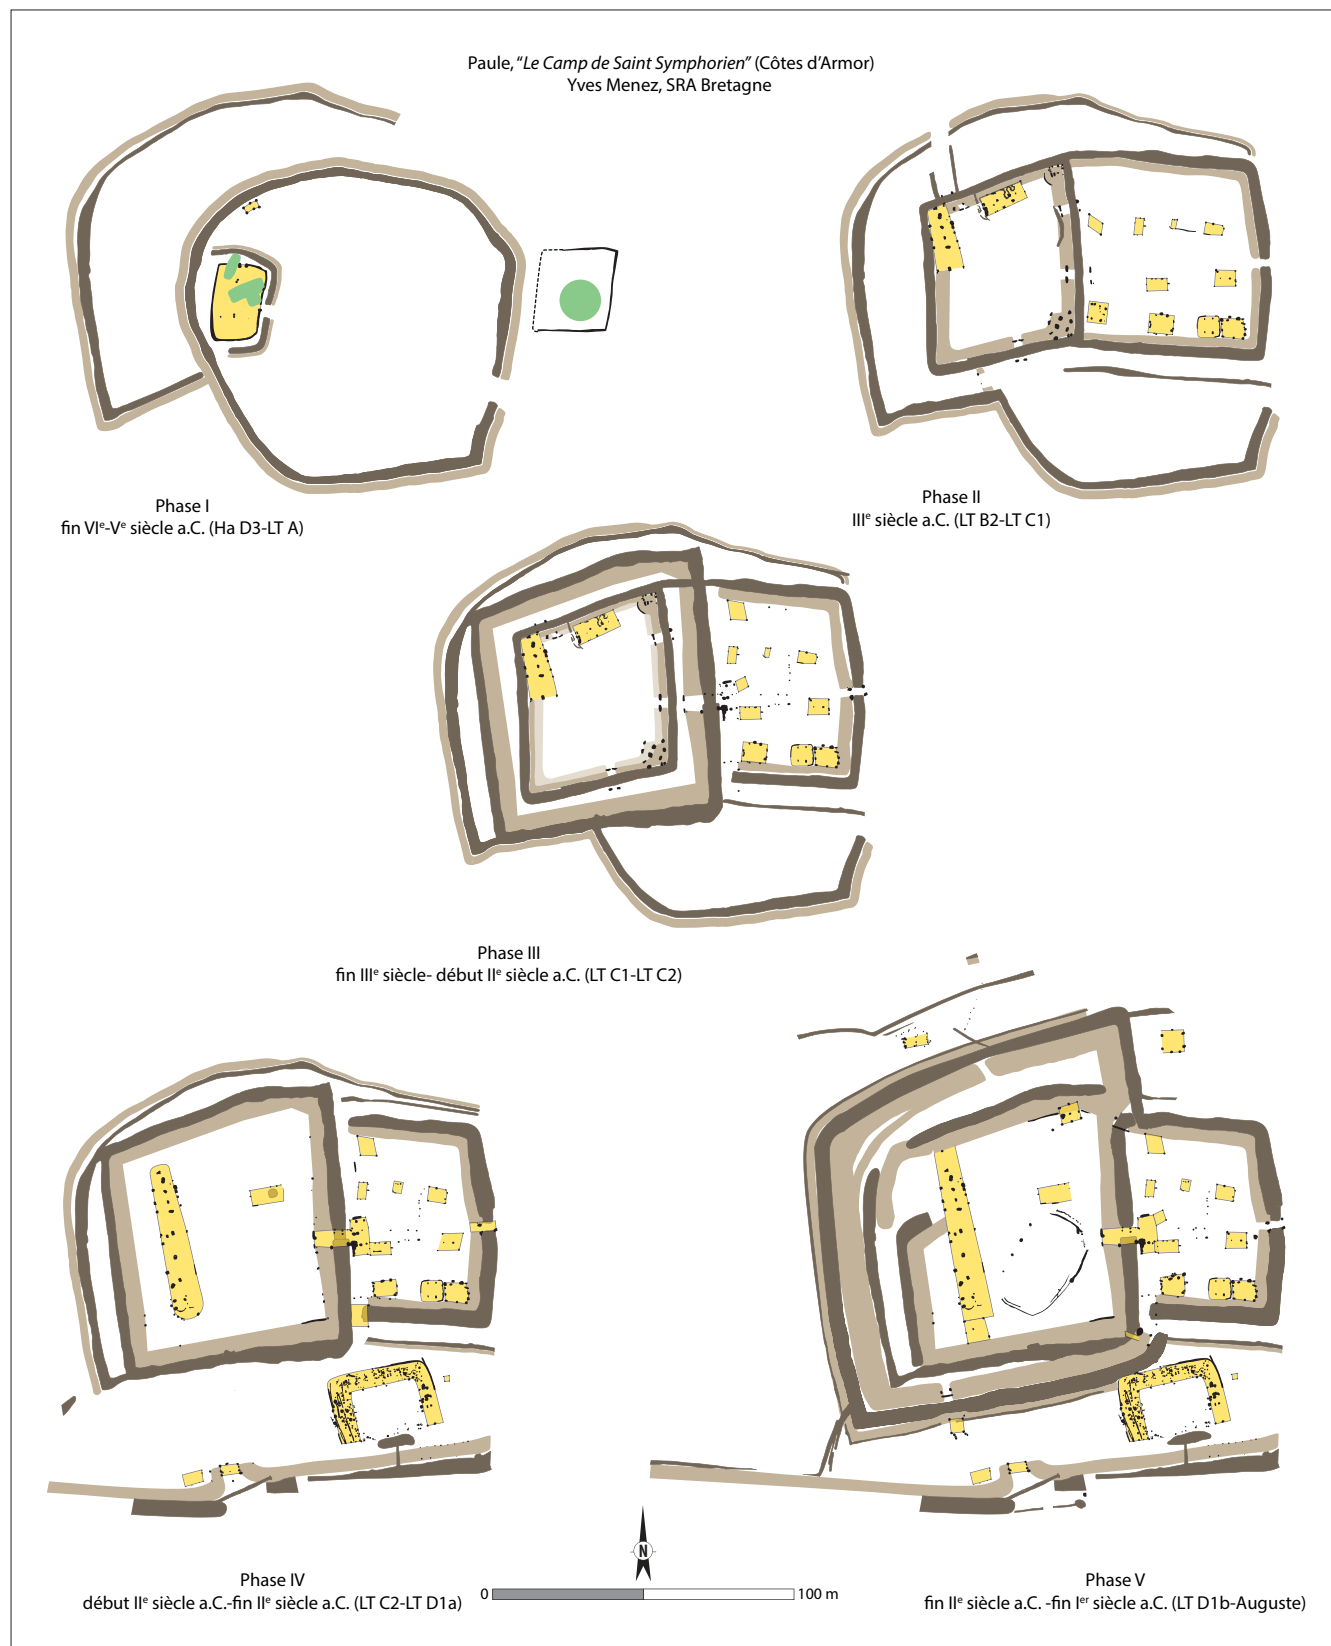 Paule, “Le Camp de Saint Symphorien” (Côtes d’Armor)
Yves Menez, SRA Bretagne
Phase I
fin VIe-Ve siècle a.C. (Ha D3-LT A)
Phase II
IIIe siècle a.C. (LT B2-LT C1)
Phase III
fin IIIe siècle- début IIe siècle a.C. (LT C1-LT C2)
Phase IV
début IIe siècle a.C.-fin IIe siècle a.C. (LT C2-LT D1a)
N
0
100 m
Phase V
fin IIe siècle a.C. -fin Ier siècle a.C. (LT D1b-Auguste)